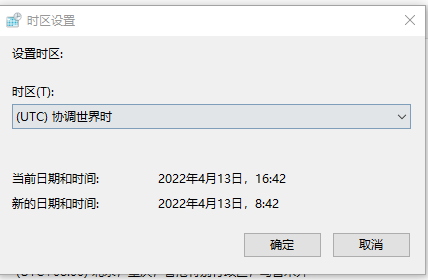 时区设置
设置时区:
时区(T):
(UTC) 协调世界时
当前日期和时间: 2022年4月13日，16:42
新的日期和时间: 2022年4月13日，8:42
确定 取消